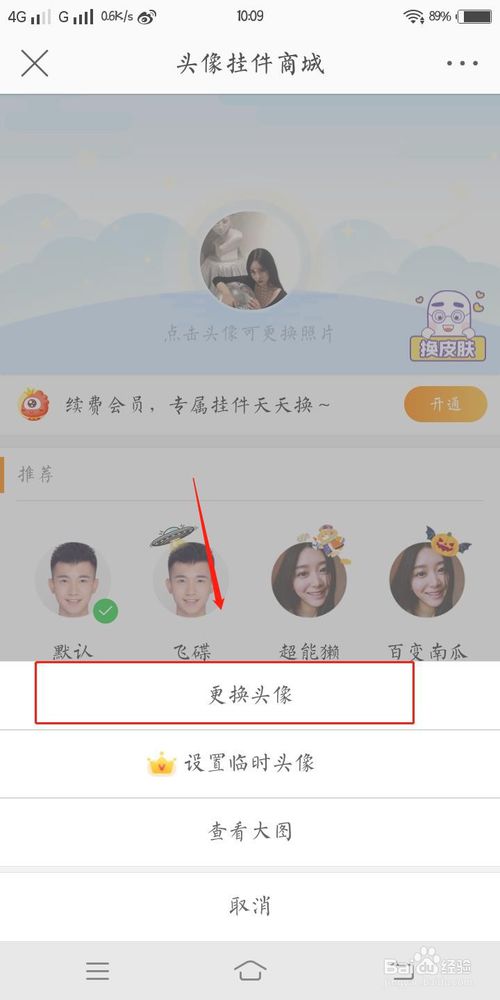 4G G 0.6K/s 10:09 89%
头像挂件商城
点击头像可更换照片
换皮肤
续费会员，专属挂件天天换～
开通
推荐
默认 飞碟 超能獭 百变南瓜
更换头像
设置临时头像
查看大图
取消
Baidu 经验
jingyan.baidu.com